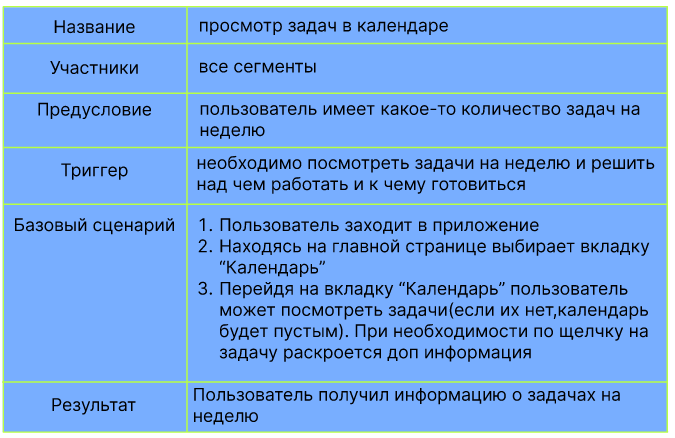 Название
просмотр задач в календаре
Участники
все сегменты
Предусловие
пользователь имеет какое-то количество задач на
неделю
Триггер
необходимо посмотреть задачи на неделю и решить
над чем работать и к чему готовиться
Базовый сценарий
1. Пользователь заходит в приложение
2. Находясь на главной странице выбирает вкладку
“Календарь”
3. Перейдя на вкладку “Календарь” пользователь
может посмотреть задачи(если их нет,календарь
будет пустым). При необходимости по щелчку на
задачу раскроется доп информация
Результат
Пользователь получил информацию о задачах на
неделю